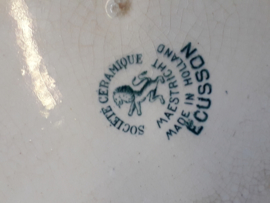 SOCIÉTÉ CÉRAMIQUE
MAESTRICHT
MADE IN HOLLAND
ECUSSON